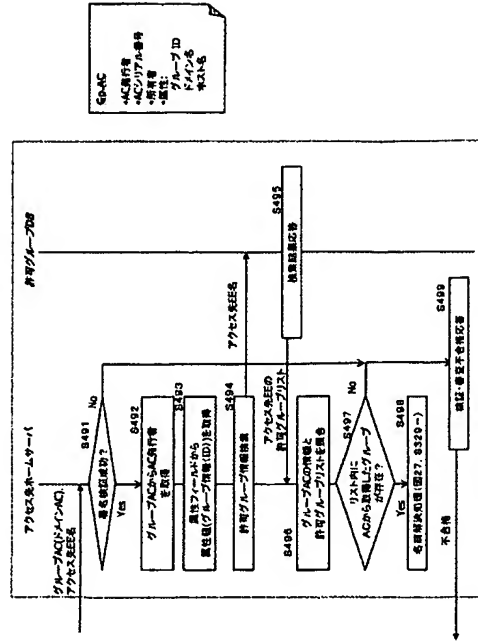 Gp.AC
•AC発行者
•ACシリアル番号
•所有者
•属性:
グループID
ドメイン名
ホスト名
アクセス先ホームサーバ
許可グループDB
グループAC(ドメインAC),
アクセス先EE名
S491
署名検証成功?
No
Yes
S492
グループACからAC発行者
を取得
S493
属性フィールドから
属性値(グループ情報(ID))を取得
S494
許可グループ情報検索
アクセス先EE名
S495
検索結果応答
アクセス先EEの
許可グループリスト
S496
グループACの情報と
許可グループリストを照合
S497
リスト内に
ACから取得したグループ
が存在?
No
Yes
S498
名前解決処理(図27, S329~)
S499
検証・審査不合格応答
不合格